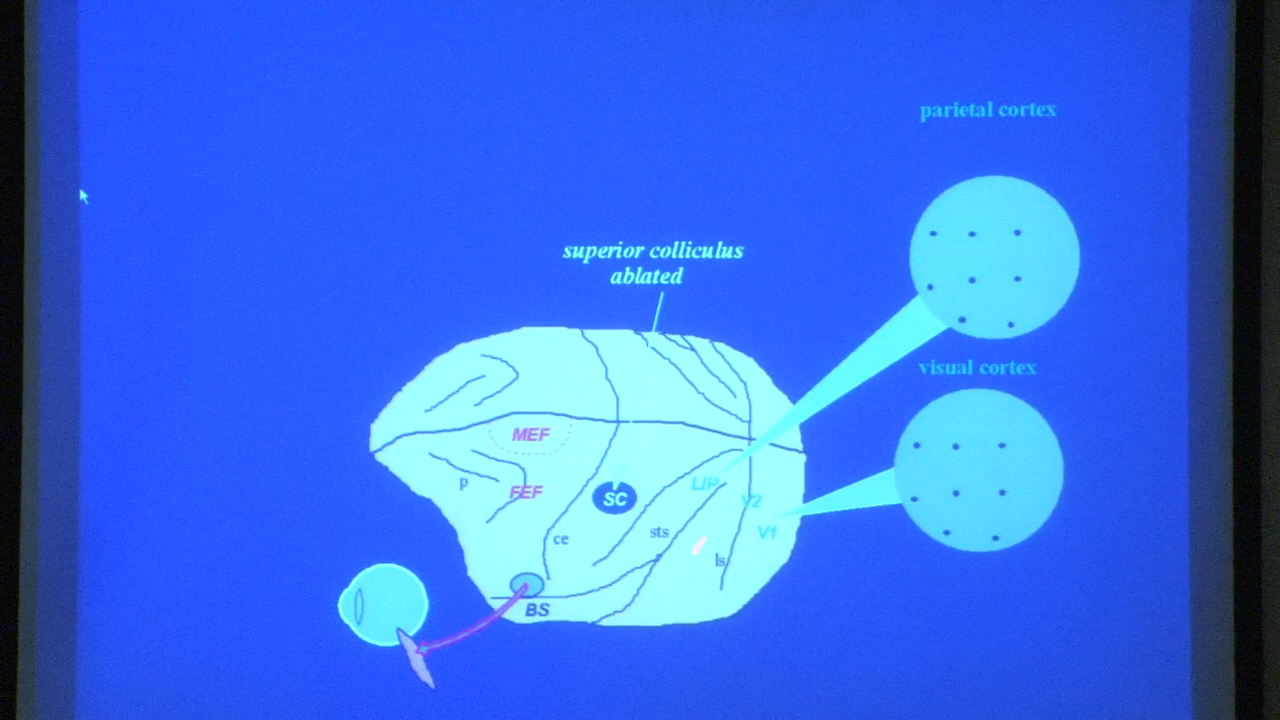 parietal cortex
superior colliculus
ablated
visual cortex
MEF
p
FEF
SC
LIP
V2
V1
ce
sts
ls
BS